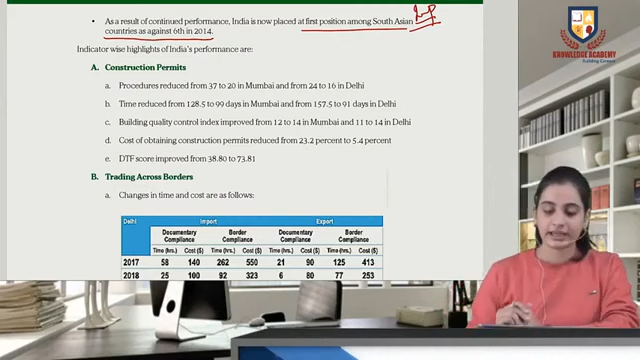 • As a result of continued performance, India is now placed at first position among South Asian
countries as against 6th in 2014.
Imp
Indicator wise highlights of India's performance are:
A. Construction Permits
a. Procedures reduced from 37 to 20 in Mumbai and from 24 to 16 in Delhi
b. Time reduced from 128.5 to 99 days in Mumbai and from 157.5 to 91 days in Delhi
c. Building quality control index improved from 12 to 14 in Mumbai and 11 to 14 in Delhi
d. Cost of obtaining construction permits reduced from 23.2 percent to 5.4 percent
e. DTF score improved from 38.80 to 73.81
B. Trading Across Borders
a. Changes in time and cost are as follows:
Delhi Import Export
Documentary Compliance Border Compliance Documentary Compliance Border Compliance
Time (hrs.) Cost ($) Time (hrs.) Cost ($) Time (hrs.) Cost ($) Time (hrs.) Cost ($)
2017 58 140 262 550 21 90 125 413
2018 25 100 92 323 6 80 77 253
KNOWLEDGE ACADEMY
Building Careers